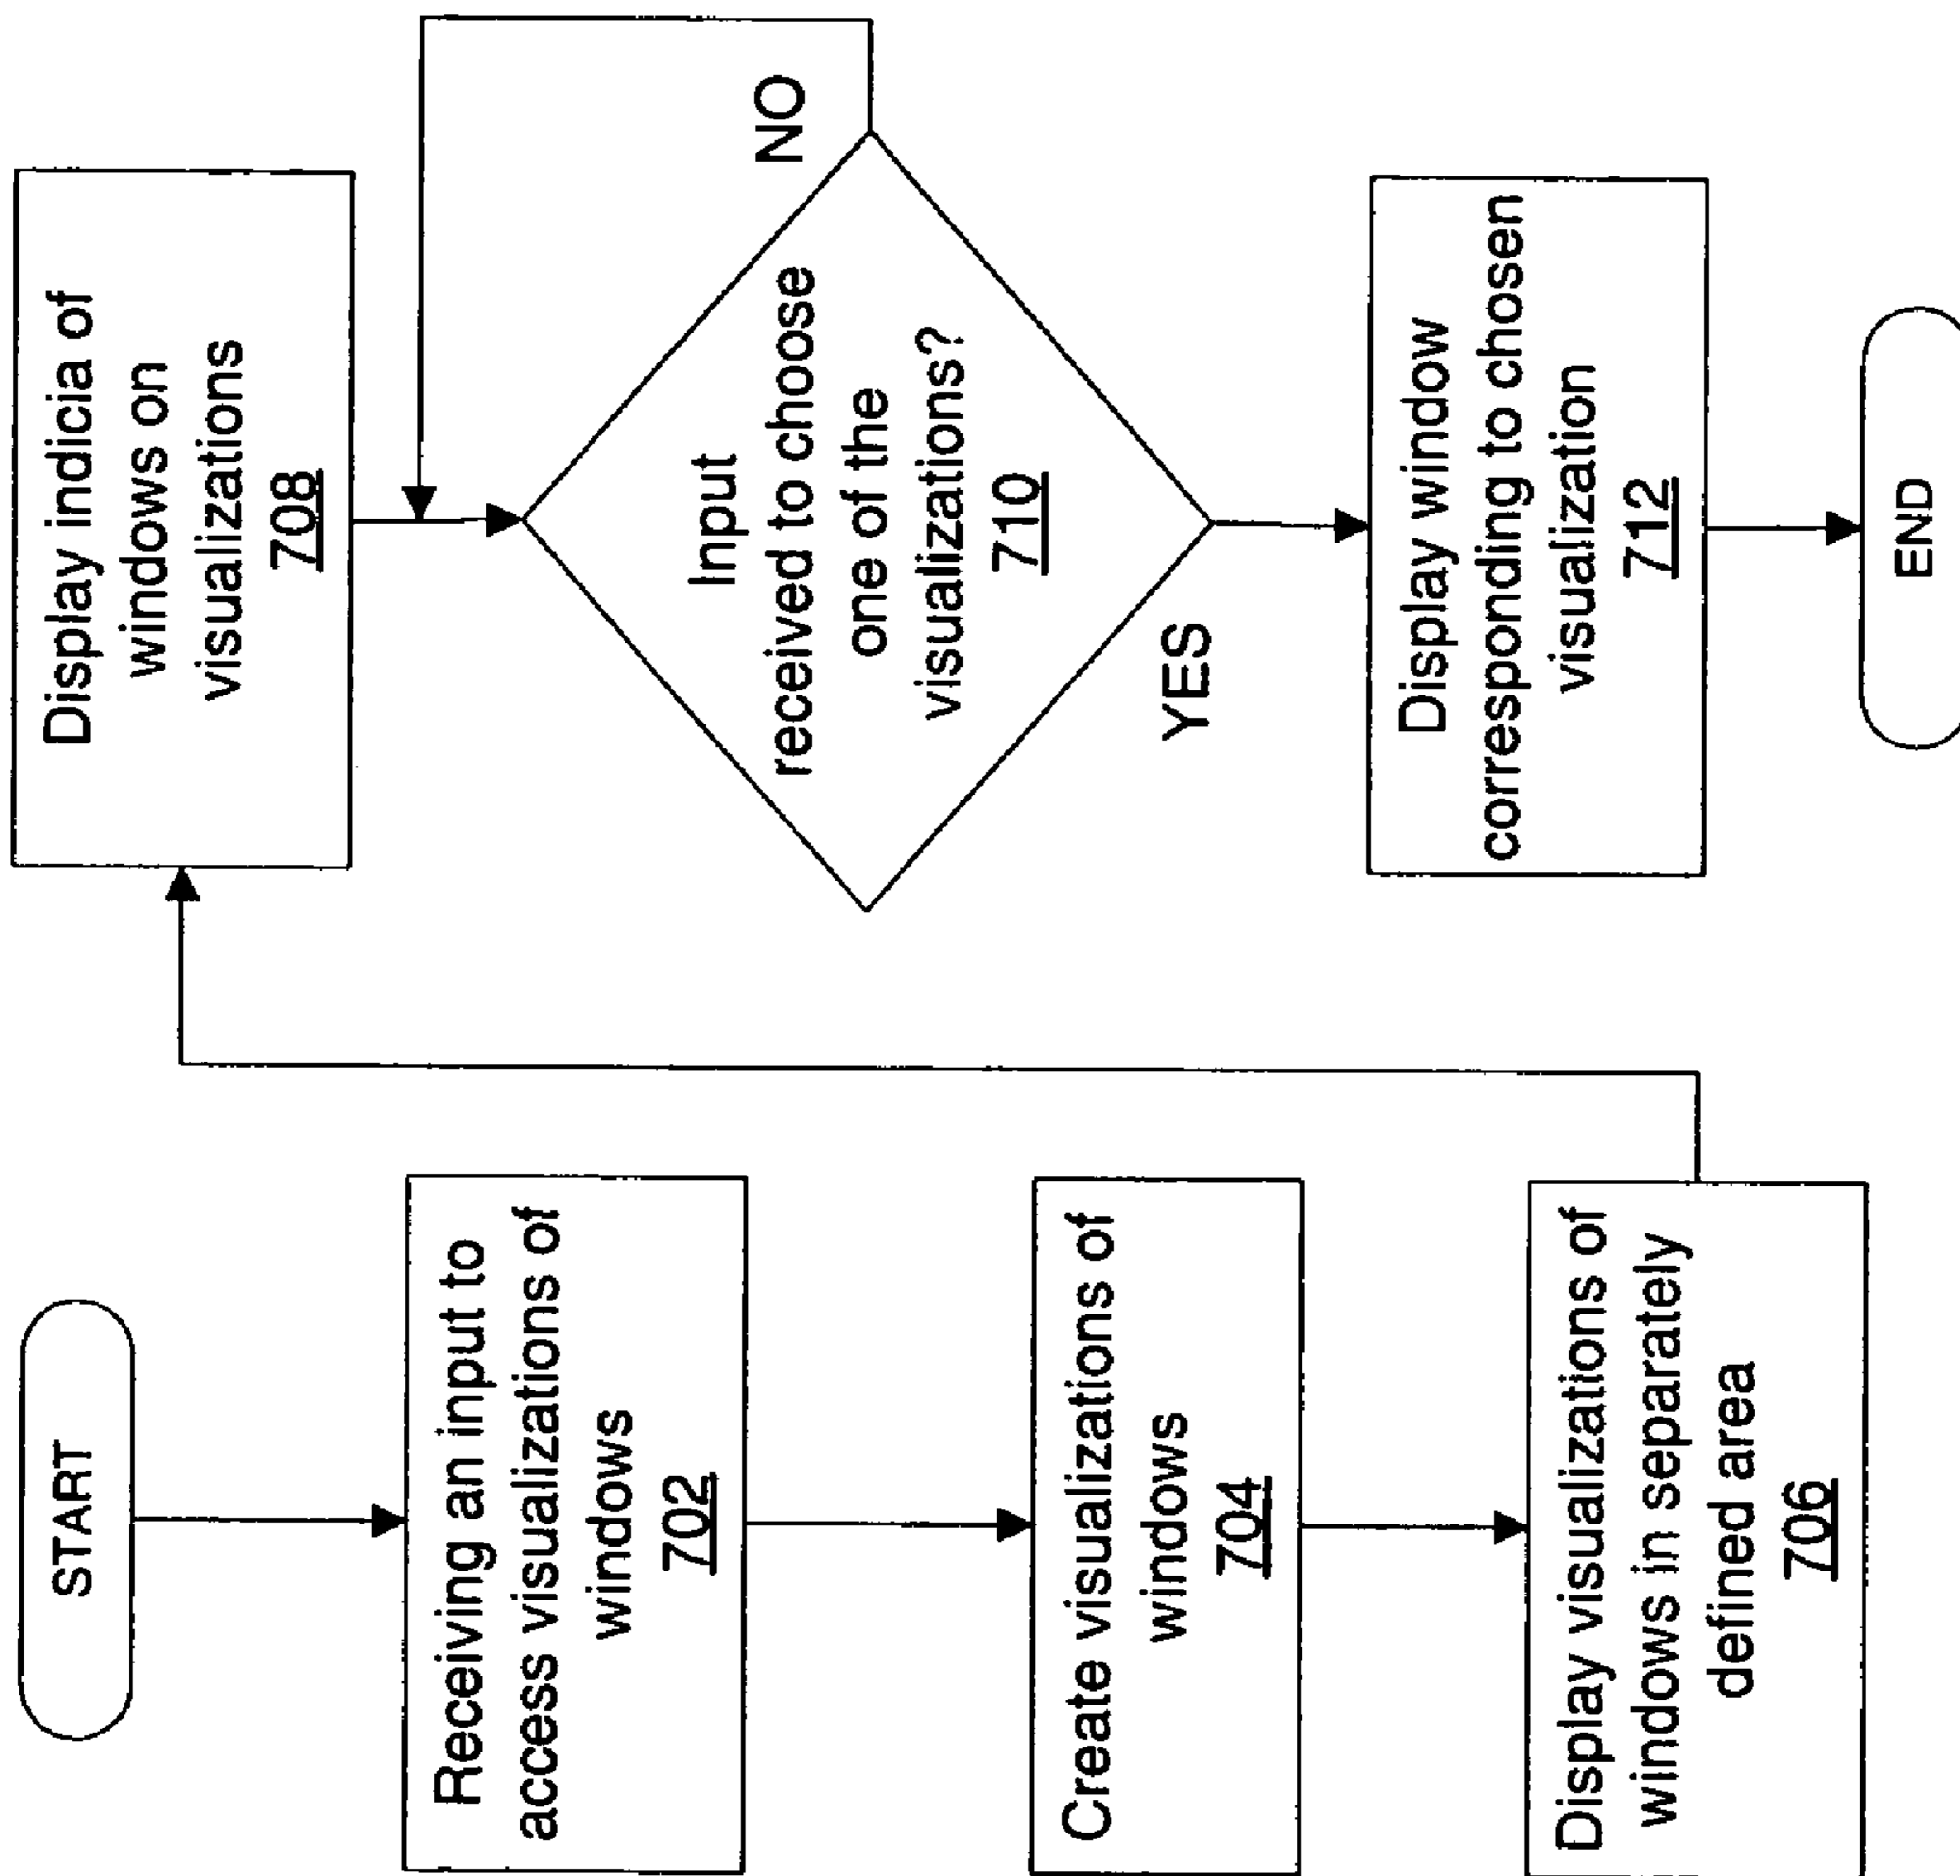 START
Receiving an input to
access visualizations of
windows
702
Create visualizations of
windows
704
Display visualizations of
windows in separately
defined area
706
Display indicia of
windows on
visualizations
708
Input
received to choose
one of the
visualizations?
710
NO
YES
Display window
corresponding to chosen
visualization
712
END